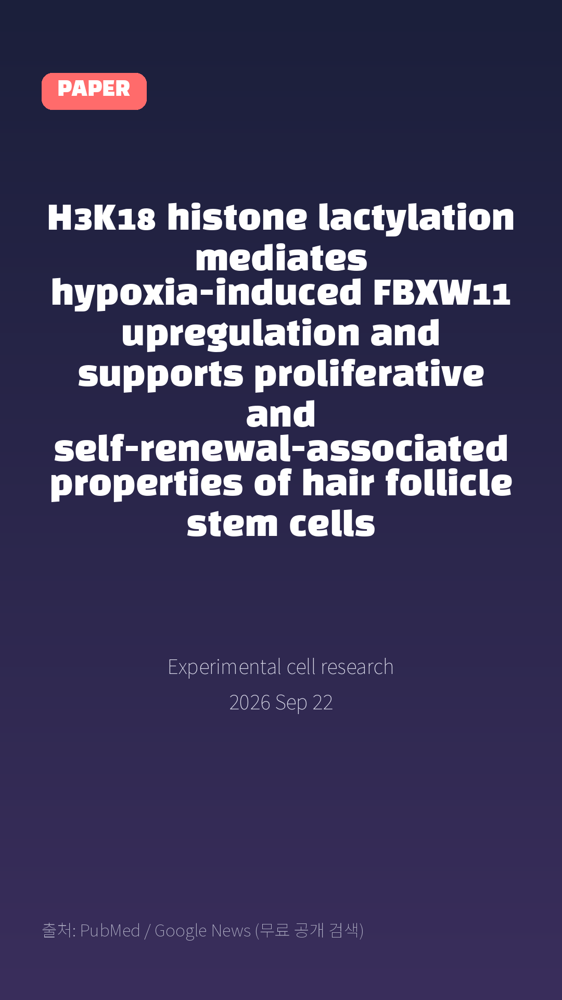 PAPER
H3K18 histone lactylation
mediates
hypoxia-induced FBXW11
upregulation and
supports proliferative
and
self-renewal-associated
properties of hair follicle
stem cells
Experimental cell research
2026 Sep 22
출처: PubMed / Google News (무료 공개 검색)